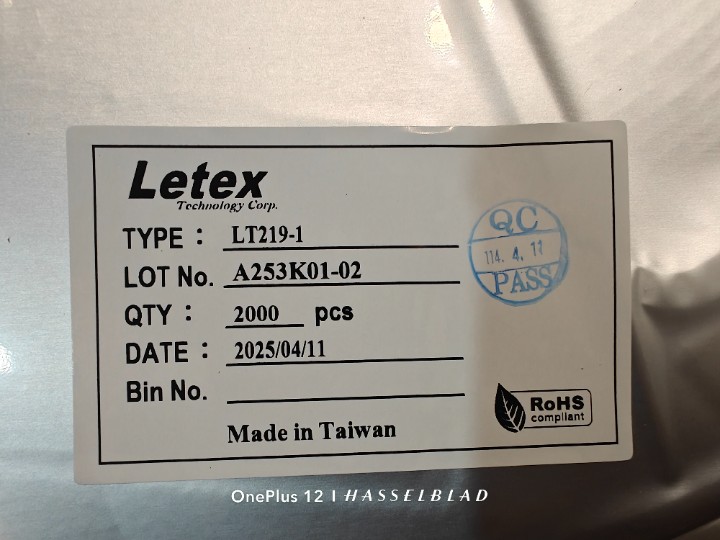 Letex
Technology Corp.
TYPE : LT219-1
LOT No. A253K01-02
QTY : 2000 pcs
DATE : 2025/04/11
Bin No.
Made in Taiwan
QC
114. 4. 11
PASS
RoHS
compliant
OnePlus 12 | HASSELBLAD